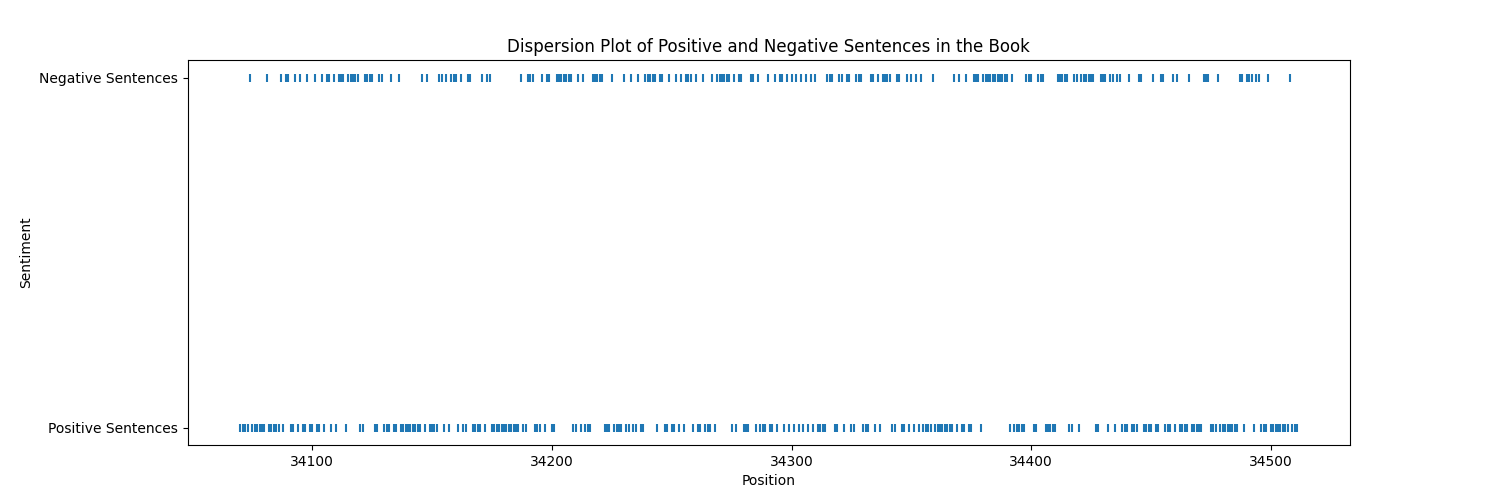 Dispersion Plot of Positive and Negative Sentences in the Book
Negative Sentences
Sentiment
Positive Sentences
34100 34200 34300 34400 34500
Position